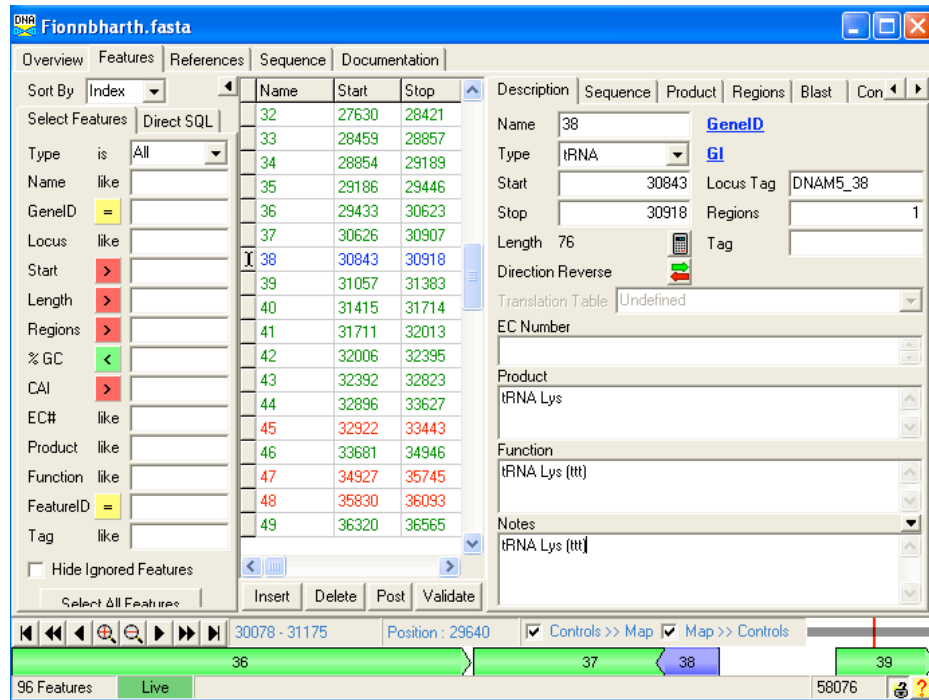 DNA Fionnbharth.fasta
Overview Features References Sequence Documentation
Sort By Index
Select Features Direct SQL
Type is All
Name like
GeneID =
Locus like
Start >
Length >
Regions >
% GC <
CAI >
EC# like
Product like
Function like
FeatureID =
Tag like
Hide Ignored Features
Select All Features
Name Start Stop
32 27630 28421
33 28459 28857
34 28854 29189
35 29186 29446
36 29433 30623
37 30626 30907
38 30843 30918
39 31057 31383
40 31415 31714
41 31711 32013
42 32006 32395
43 32392 32823
44 32896 33627
45 32922 33443
46 33681 34946
47 34927 35745
48 35830 36093
49 36320 36565
Insert Delete Post Validate
Description Sequence Product Regions Blast Con
Name 38 GeneID
Type tRNA GI
Start 30843 Locus Tag DNAM5_38
Stop 30918 Regions 1
Length 76 Tag
Direction Reverse
Translation Table Undefined
EC Number
Product
tRNA Lys
Function
tRNA Lys (ttt)
Notes
tRNA Lys (ttt)
30078 - 31175 Position : 29640 Controls >> Map Map >> Controls
36 37 38 39
96 Features Live 58076 ?